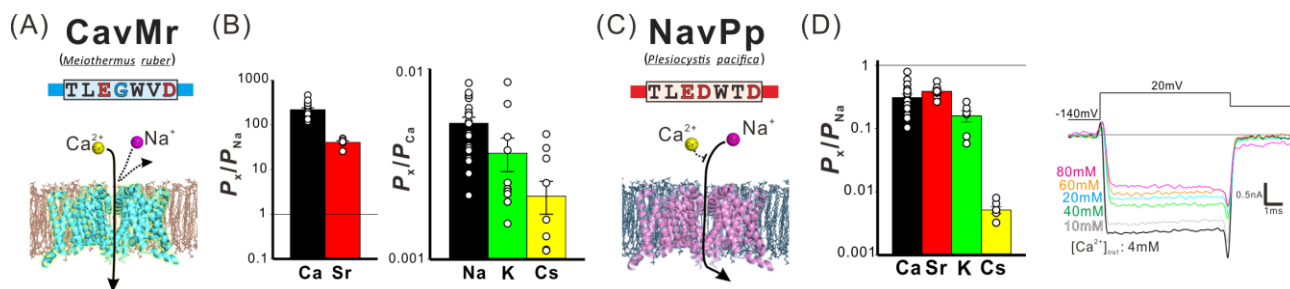 (A)
CavMr
(Meiothermus ruber)
TLEGWVD
Ca2+
Na+
(B)
Px/PNa
1000
100
10
1
0.1
Ca Sr
Px/PCa
0.01
0.001
Na K Cs
(C)
NavPp
(Plesiocystis pacifica)
TLEDWTD
Ca2+
Na+
(D)
Px/PNa
1
0.1
0.01
0.001
Ca Sr K Cs
20mV
-140mV
80mM
60mM
20mM
40mM
10mM
[Ca2+]out: 4mM
0.5nA
1ms